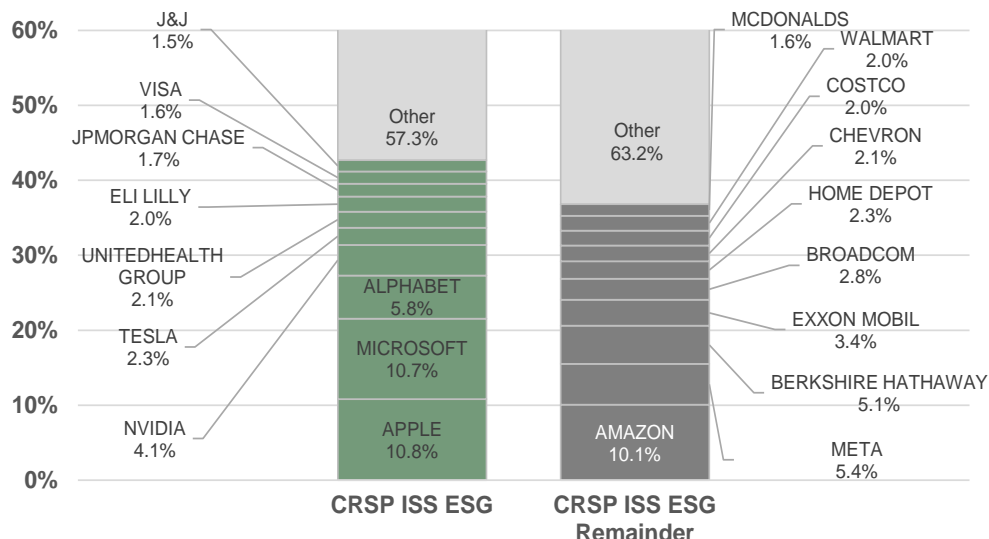 60%
50%
40%
30%
20%
10%
0%
J&J
1.5%
VISA
1.6%
JPMORGAN CHASE
1.7%
ELI LILLY
2.0%
UNITEDHEALTH
GROUP
2.1%
TESLA
2.3%
NVIDIA
4.1%
Other
57.3%
ALPHABET
5.8%
MICROSOFT
10.7%
APPLE
10.8%
CRSP ISS ESG
Other
63.2%
AMAZON
10.1%
CRSP ISS ESG
Remainder
MCDONALDS
1.6%
WALMART
2.0%
COSTCO
2.0%
CHEVRON
2.1%
HOME DEPOT
2.3%
BROADCOM
2.8%
EXXON MOBIL
3.4%
BERKSHIRE HATHAWAY
5.1%
META
5.4%